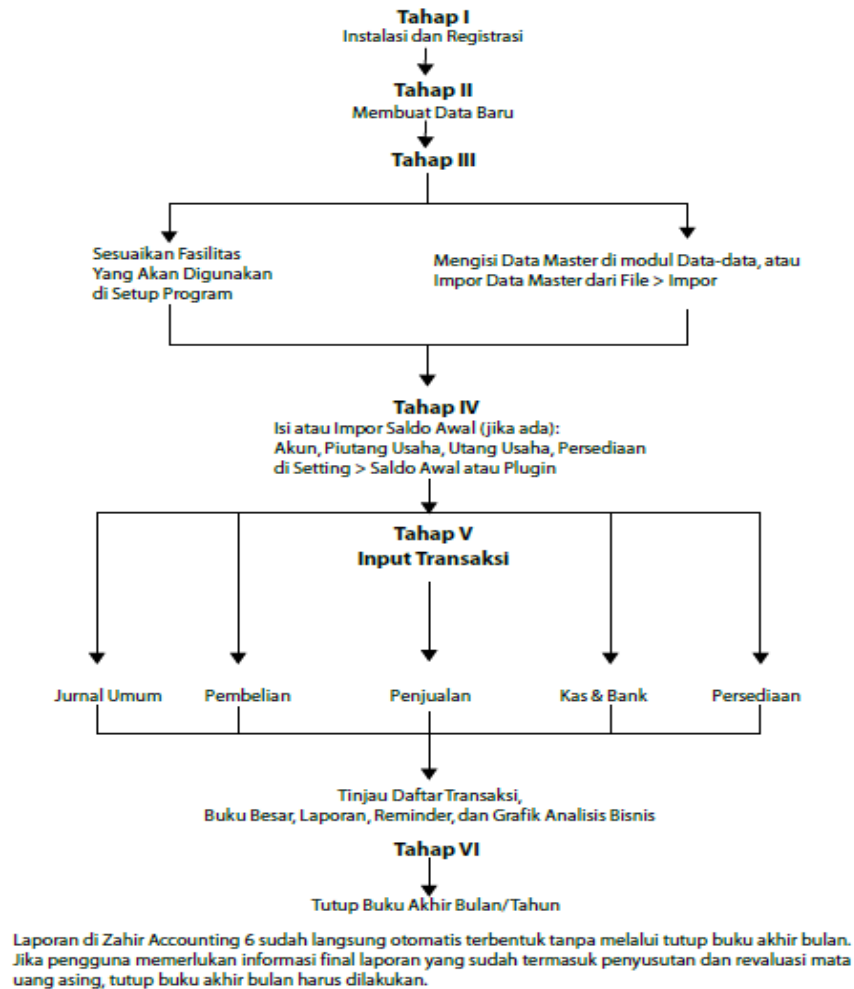 Tahap I
Instalasi dan Registrasi
Tahap II
Membuat Data Baru
Tahap III
Sesuaikan Fasilitas
Yang Akan Digunakan
di Setup Program
Mengisi Data Master di modul Data-data, atau
Impor Data Master dari File > Impor
Tahap IV
Isi atau Impor Saldo Awal (jika ada):
Akun, Piutang Usaha, Utang Usaha, Persediaan
di Setting > Saldo Awal atau Plugin
Tahap V
Input Transaksi
Jurnal Umum
Pembelian
Penjualan
Kas & Bank
Persediaan
Tinjau Daftar Transaksi,
Buku Besar, Laporan, Reminder, dan Grafik Analisis Bisnis
Tahap VI
Tutup Buku Akhir Bulan/Tahun
Laporan di Zahir Accounting 6 sudah langsung otomatis terbentuk tanpa melalui tutup buku akhir bulan.
Jika pengguna memerlukan informasi final laporan yang sudah termasuk penyusutan dan revaluasi mata
uang asing, tutup buku akhir bulan harus dilakukan.